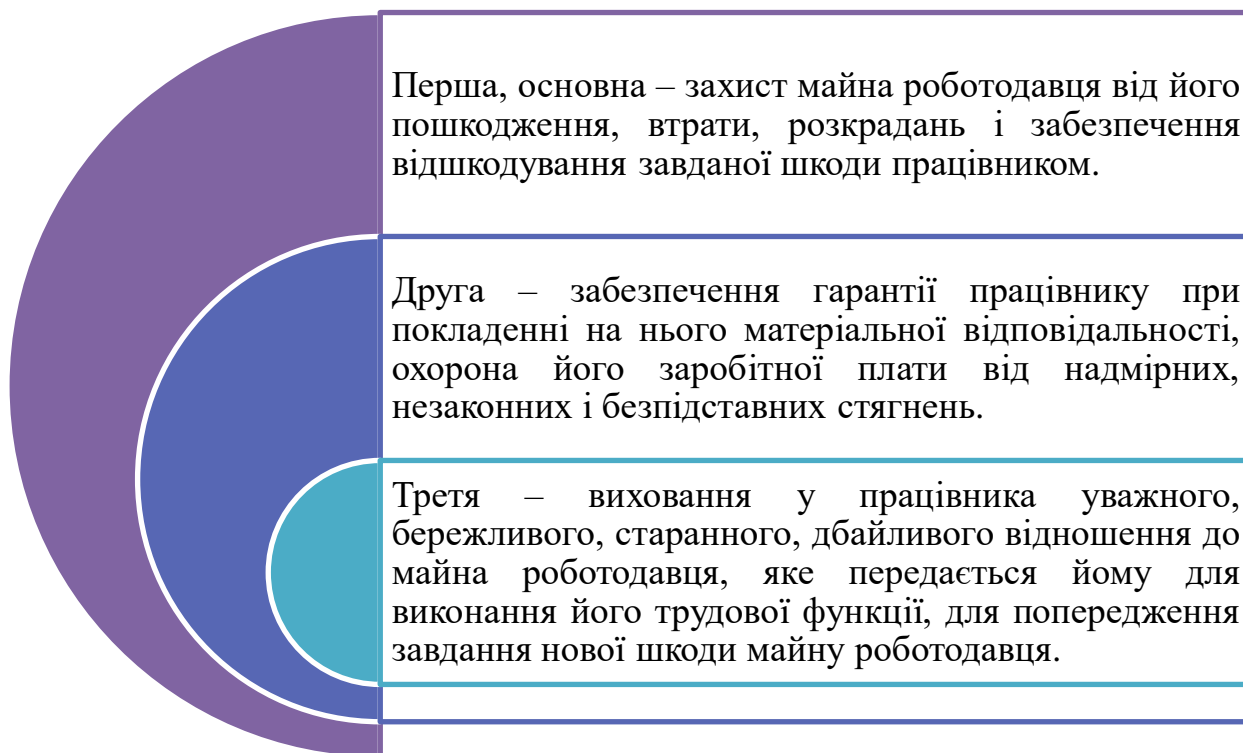 Перша, основна – захист майна роботодавця від його
пошкодження, втрати, розкрадань і забезпечення
відшкодування завданої шкоди працівником.
Друга – забезпечення гарантії працівнику при
покладенні на нього матеріальної відповідальності,
охорона його заробітної плати від надмірних,
незаконних і безпідставних стягнень.
Третя – виховання у працівника уважного,
бережливого, старанного, дбайливого відношення до
майна роботодавця, яке передається йому для
виконання його трудової функції, для попередження
завдання нової шкоди майну роботодавця.